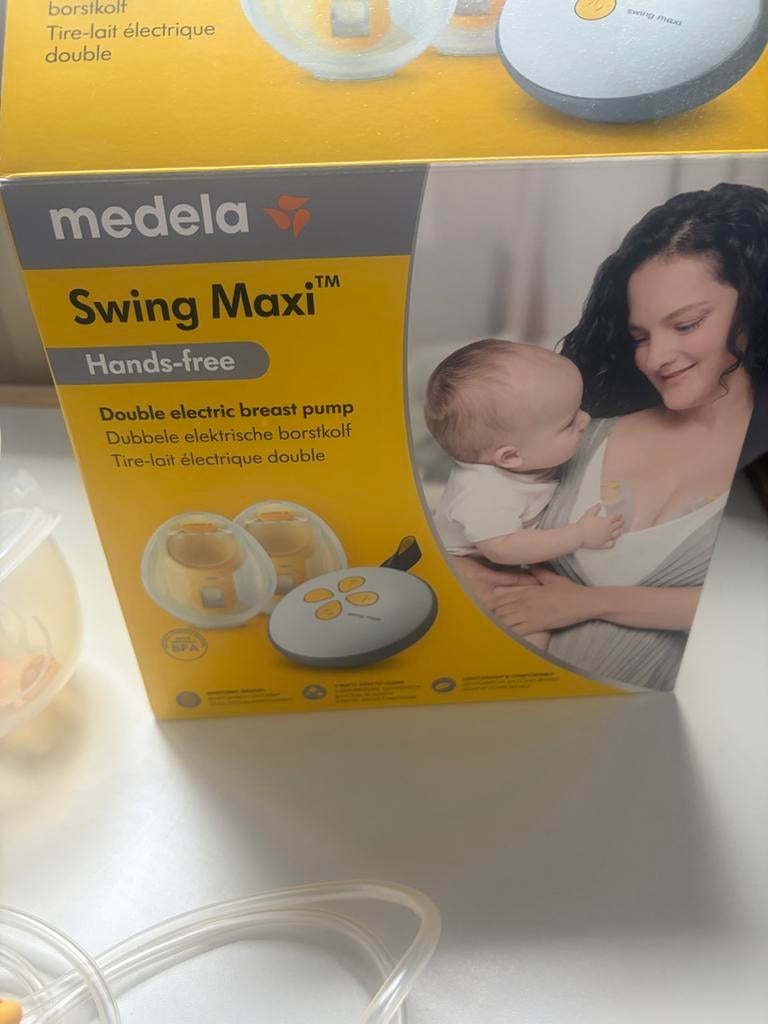 borstkolf
Tire-lait électrique
double
swing maxi
medela
Swing Maxi™
Hands-free
Double electric breast pump
Dubbele elektrische borstkolf
Tire-lait électrique double
swing maxi
BPA